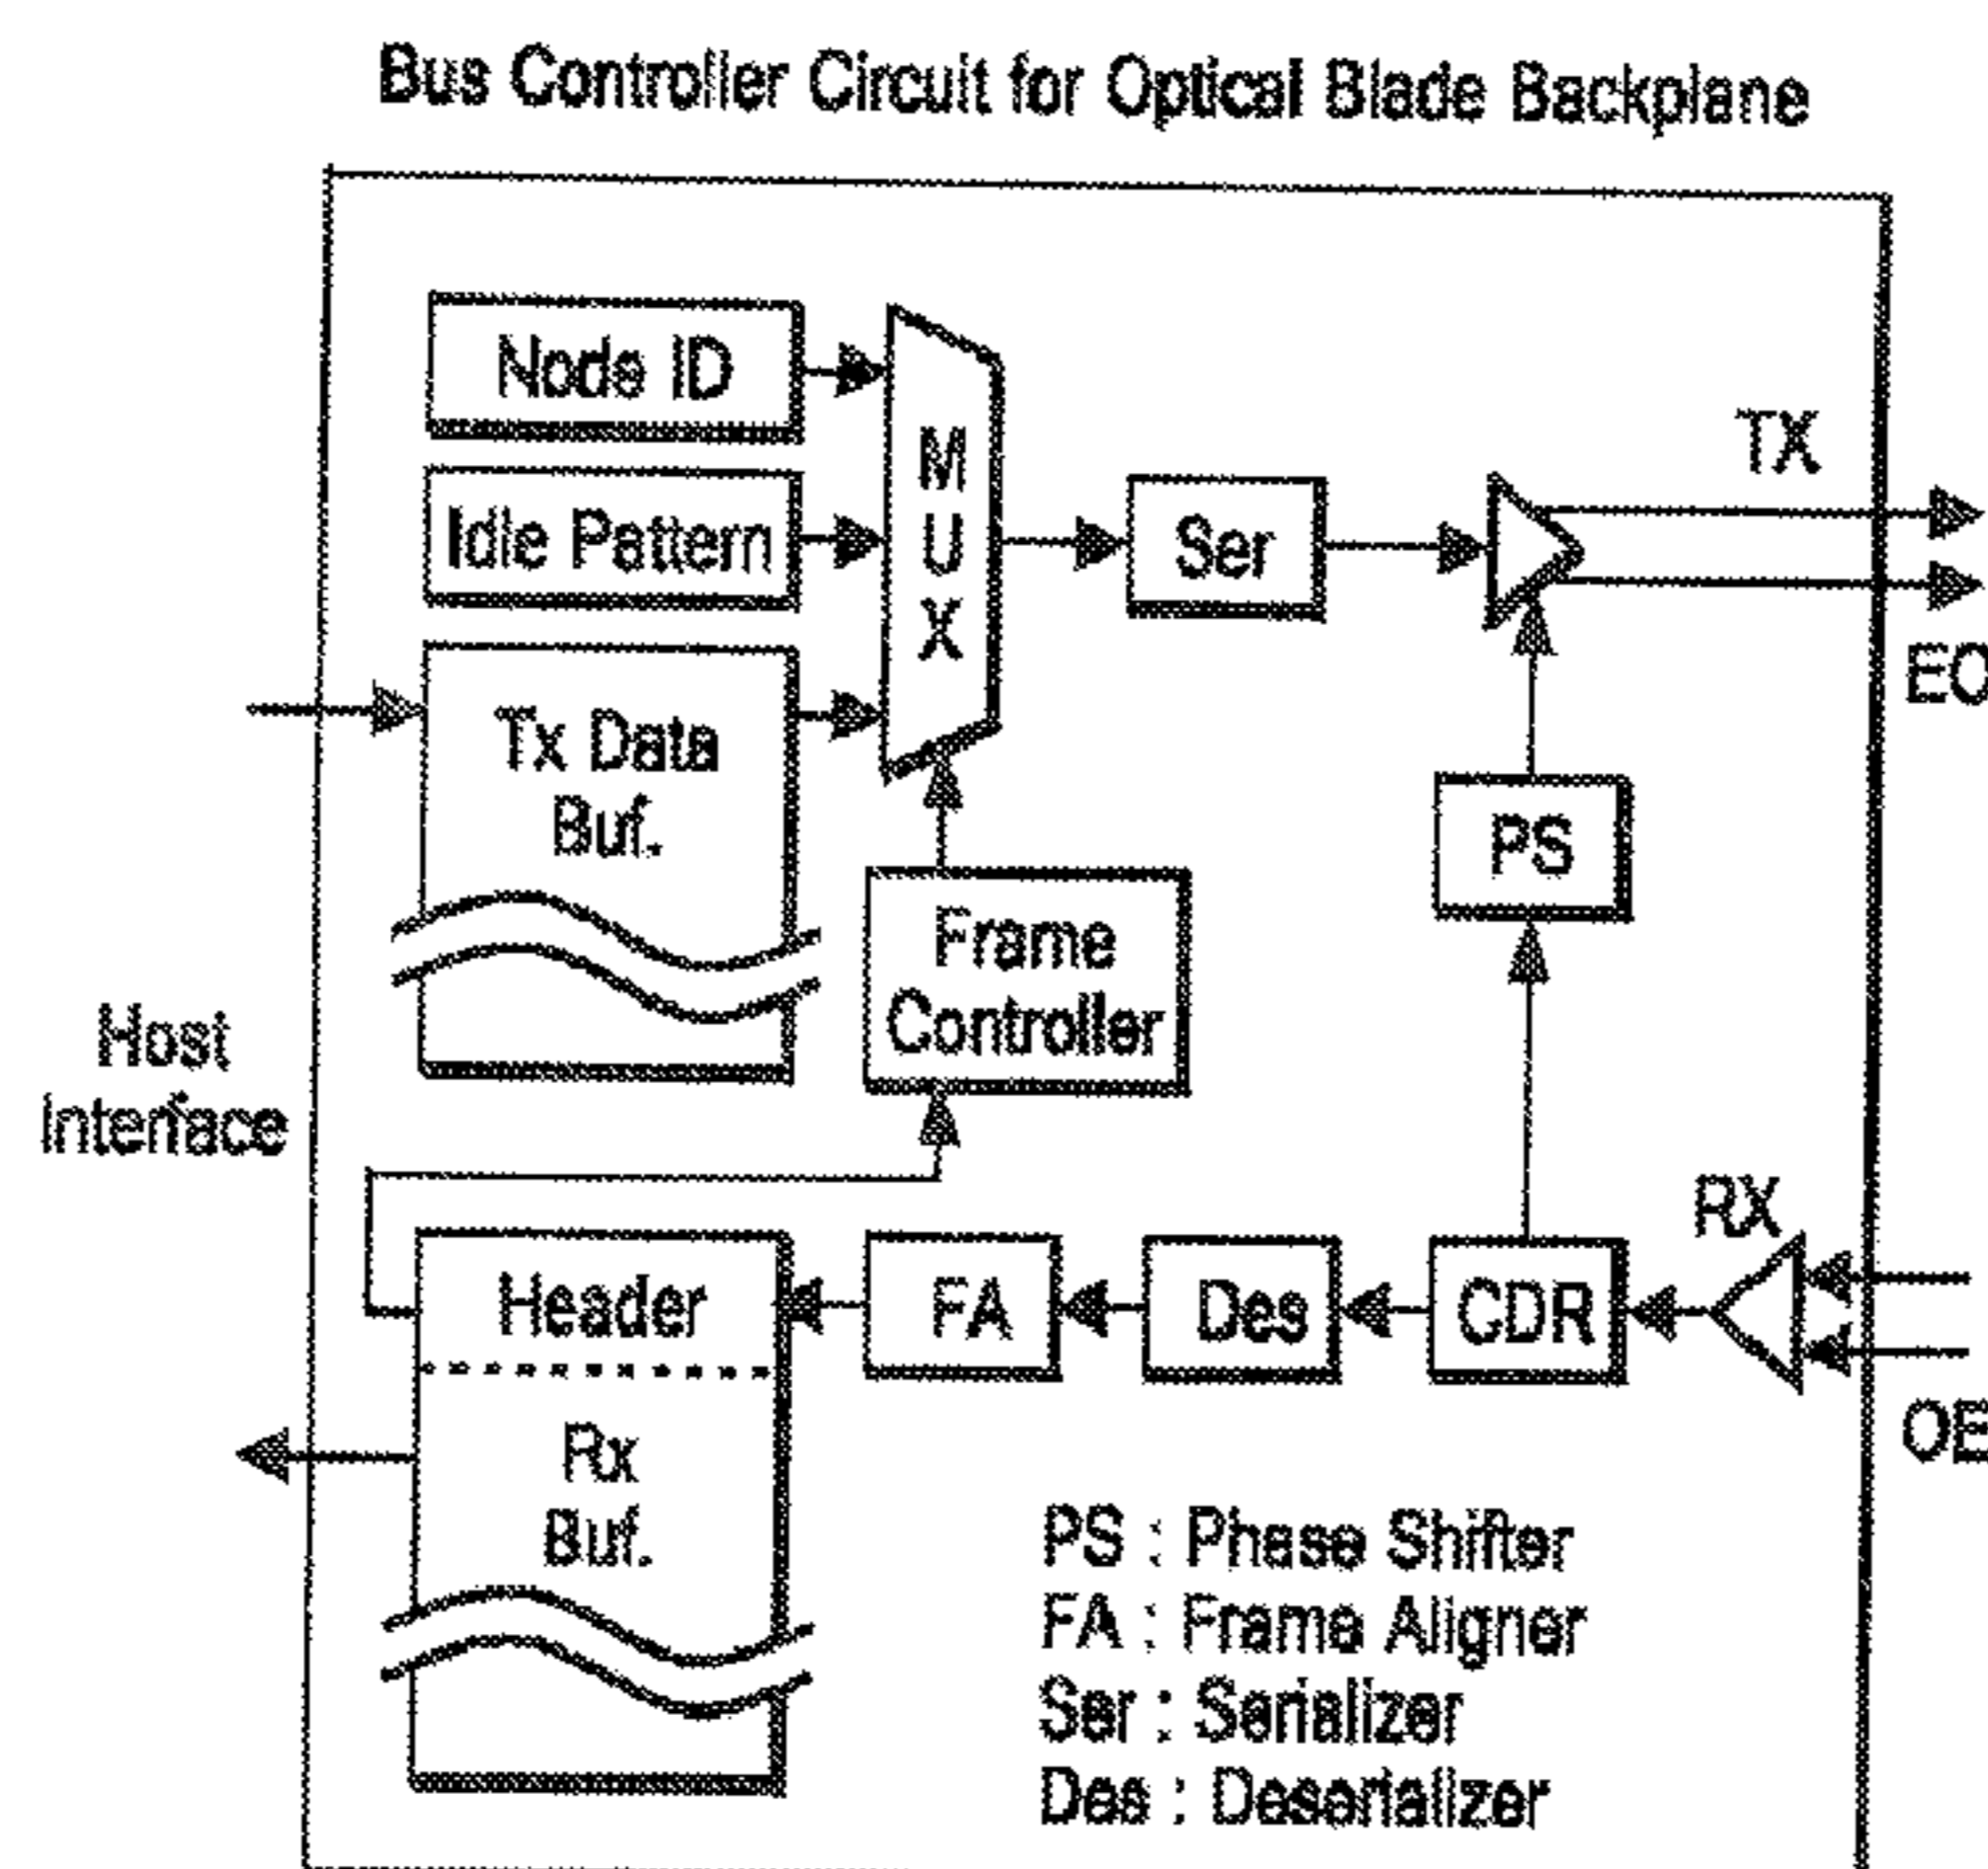 Bus Controller Circuit for Optical Blade Backplane
Node ID
Idle Pattern
Tx Data
Buf.
M
U
X
Ser
TX
EO
PS
Frame
Controller
Host
Interface
Header
Rx
Buf.
FA
Des
CDR
RX
OE
PS : Phase Shifter
FA : Frame Aligner
Ser : Serializer
Des : Deserializer